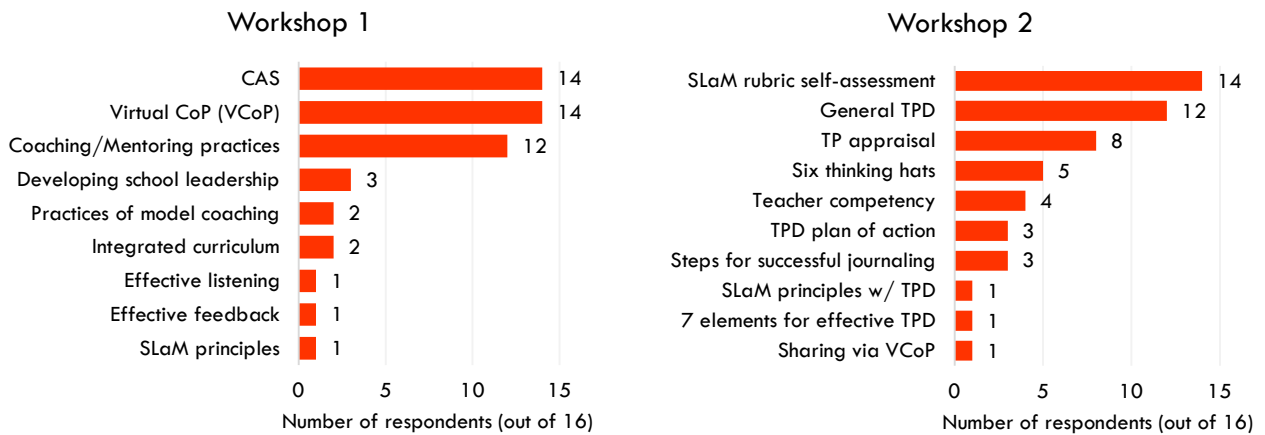 Workshop 1
CAS 14
Virtual CoP (VCoP) 14
Coaching/Mentoring practices 12
Developing school leadership 3
Practices of model coaching 2
Integrated curriculum 2
Effective listening 1
Effective feedback 1
SLaM principles 1
0 5 10 15
Number of respondents (out of 16)
Workshop 2
SLaM rubric self-assessment 14
General TPD 12
TP appraisal 8
Six thinking hats 5
Teacher competency 4
TPD plan of action 3
Steps for successful journaling 3
SLaM principles w/ TPD 1
7 elements for effective TPD 1
Sharing via VCoP 1
0 5 10 15
Number of respondents (out of 16)